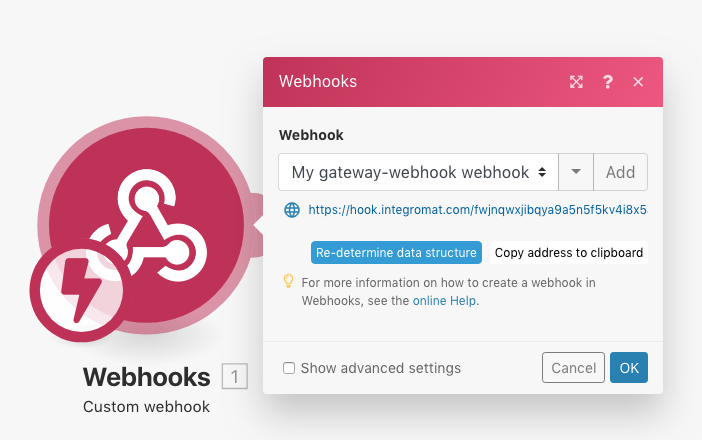 Webhooks
?
Webhook
My gateway-webhook webhook
Add
https://hook.integromat.com/fwjnqwxjibqya9a5n5f5kv4i8x5
Re-determine data structure
Copy address to clipboard
For more information on how to create a webhook in
Webhooks, see the online Help.
Show advanced settings
Cancel
OK
Webhooks
1
Custom webhook